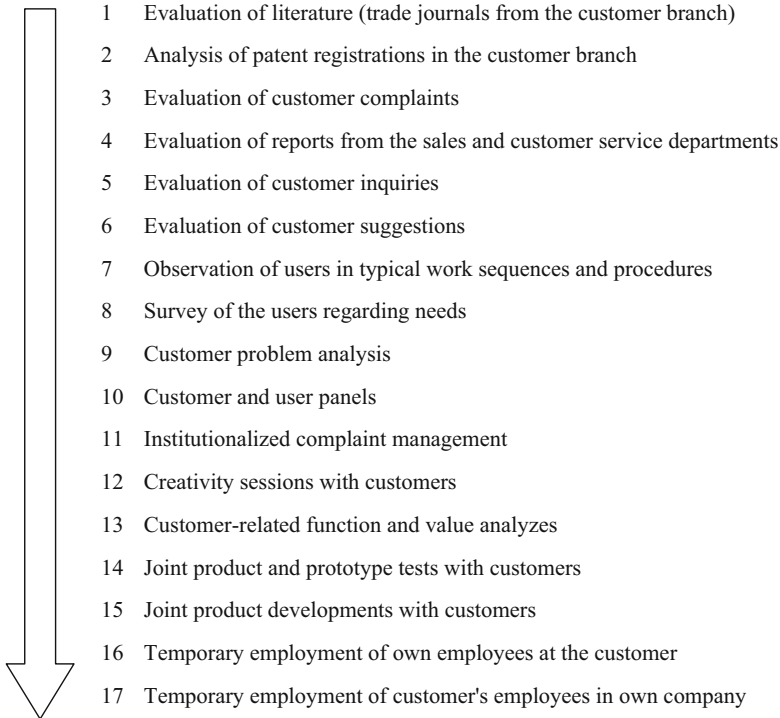 1 Evaluation of literature (trade journals from the customer branch)
2 Analysis of patent registrations in the customer branch
3 Evaluation of customer complaints
4 Evaluation of reports from the sales and customer service departments
5 Evaluation of customer inquiries
6 Evaluation of customer suggestions
7 Observation of users in typical work sequences and procedures
8 Survey of the users regarding needs
9 Customer problem analysis
10 Customer and user panels
11 Institutionalized complaint management
12 Creativity sessions with customers
13 Customer-related function and value analyzes
14 Joint product and prototype tests with customers
15 Joint product developments with customers
16 Temporary employment of own employees at the customer
17 Temporary employment of customer's employees in own company